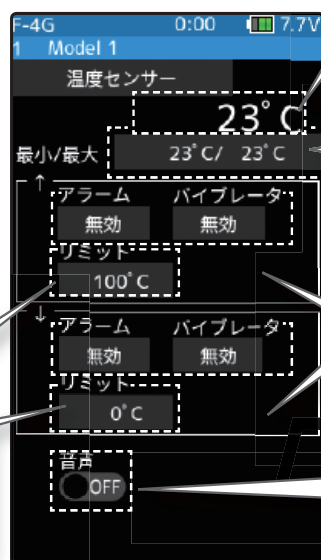 F-4G 0:00 7.7V
1 Model 1
温度センサー
23°C
最小/最大 23°C/ 23°C
↑
アラーム バイブレータ
無効 無効
リミット
100°C
↓
アラーム バイブレータ
無効 無効
リミット
0°C
音声
OFF